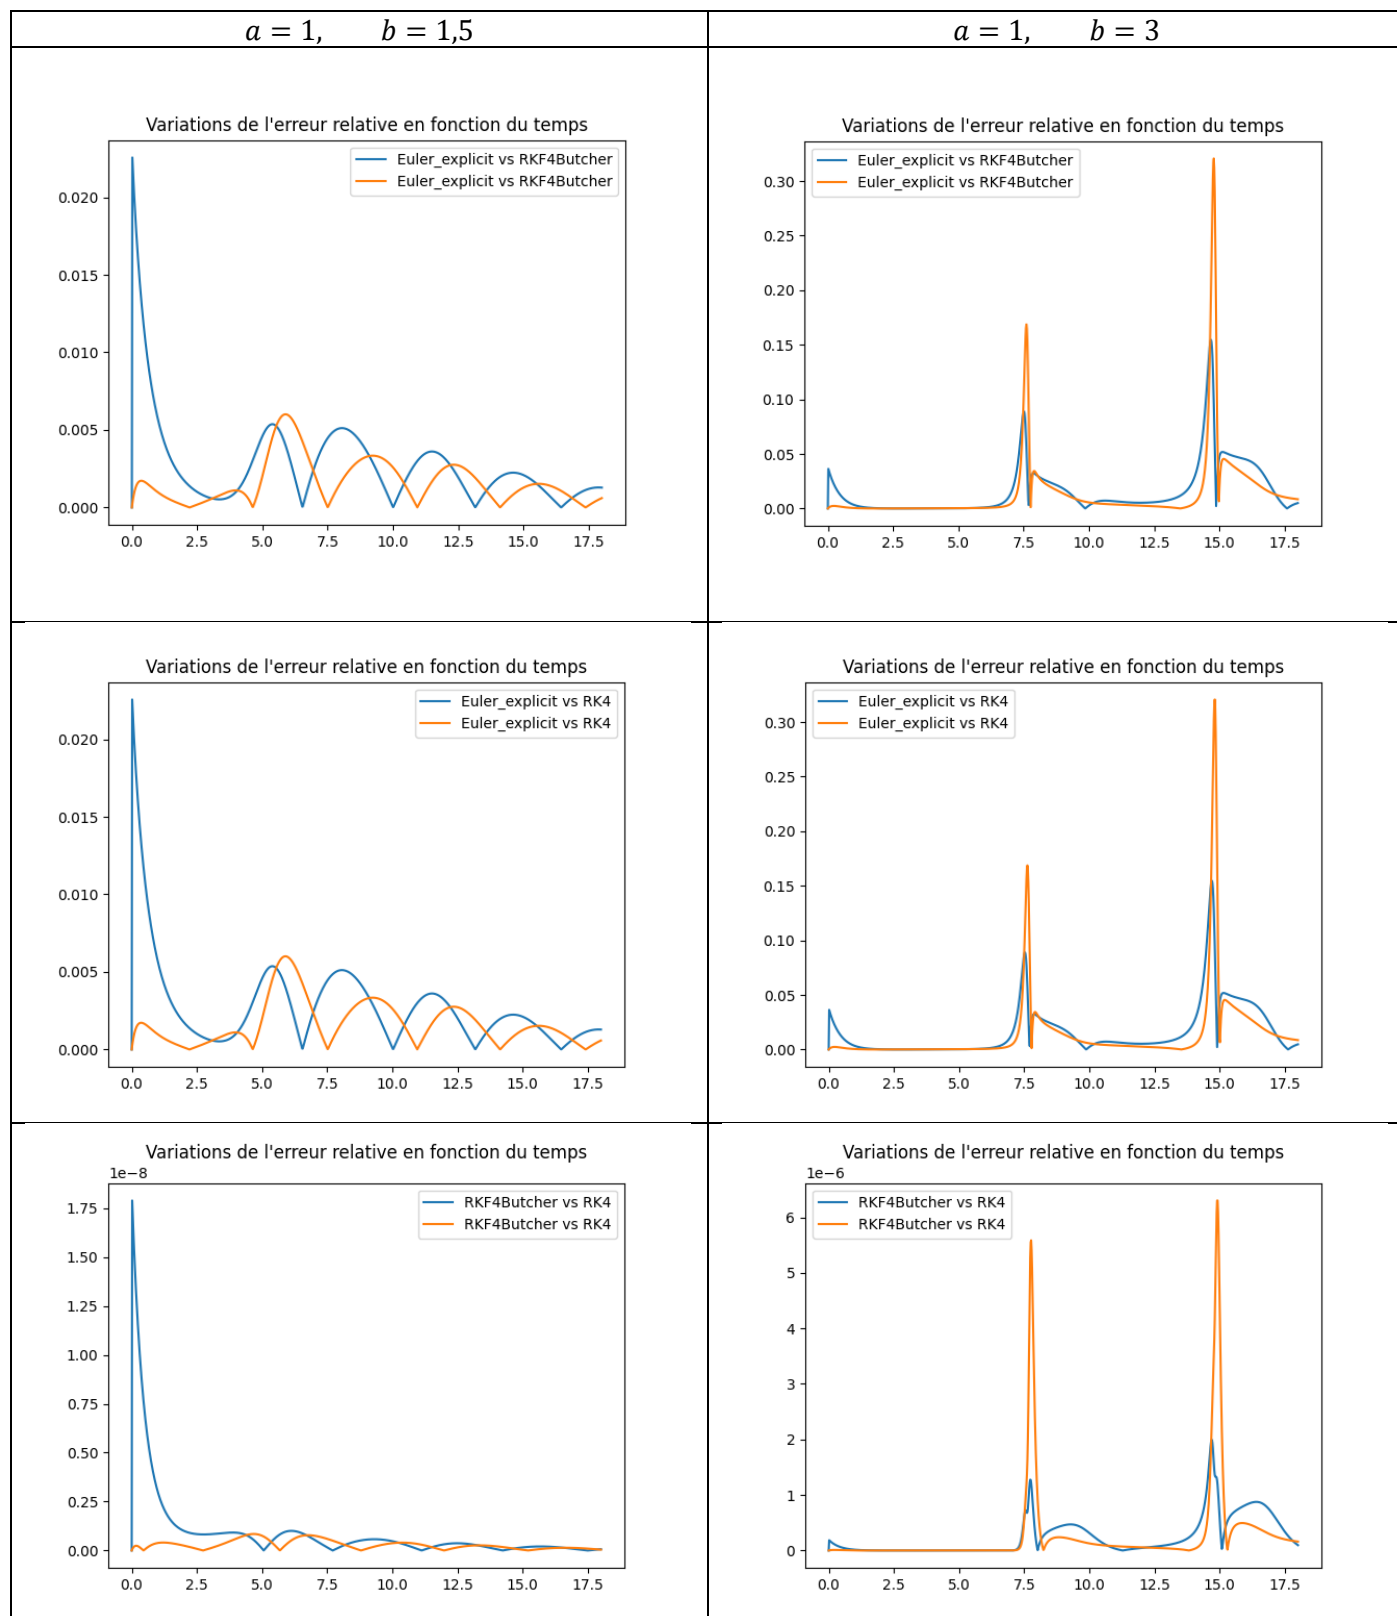 a = 1, b = 1,5
a = 1, b = 3
Variations de l'erreur relative en fonction du temps
Euler_explicit vs RKF4Butcher
Euler_explicit vs RKF4Butcher
0.020
0.015
0.010
0.005
0.000
0.0 2.5 5.0 7.5 10.0 12.5 15.0 17.5
Variations de l'erreur relative en fonction du temps
Euler_explicit vs RKF4Butcher
Euler_explicit vs RKF4Butcher
0.30
0.25
0.20
0.15
0.10
0.05
0.00
0.0 2.5 5.0 7.5 10.0 12.5 15.0 17.5
Variations de l'erreur relative en fonction du temps
Euler_explicit vs RK4
Euler_explicit vs RK4
0.020
0.015
0.010
0.005
0.000
0.0 2.5 5.0 7.5 10.0 12.5 15.0 17.5
Variations de l'erreur relative en fonction du temps
Euler_explicit vs RK4
Euler_explicit vs RK4
0.30
0.25
0.20
0.15
0.10
0.05
0.00
0.0 2.5 5.0 7.5 10.0 12.5 15.0 17.5
Variations de l'erreur relative en fonction du temps
1e−8
RKF4Butcher vs RK4
RKF4Butcher vs RK4
1.75
1.50
1.25
1.00
0.75
0.50
0.25
0.00
0.0 2.5 5.0 7.5 10.0 12.5 15.0 17.5
Variations de l'erreur relative en fonction du temps
1e−6
RKF4Butcher vs RK4
RKF4Butcher vs RK4
6
5
4
3
2
1
0
0.0 2.5 5.0 7.5 10.0 12.5 15.0 17.5